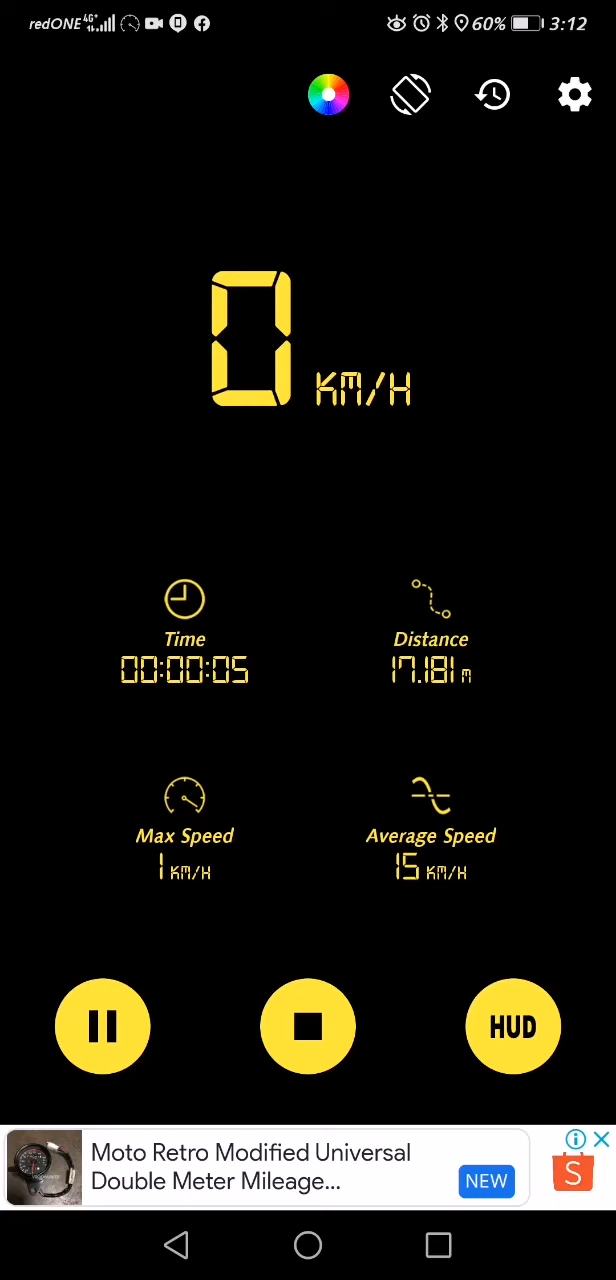 redONE 4G+ 60% 3:12
0 KM/H
Time
00:00:05
Distance
17.181 m
Max Speed
1 KM/H
Average Speed
15 KM/H
HUD
Moto Retro Modified Universal
Double Meter Mileage...
NEW
S